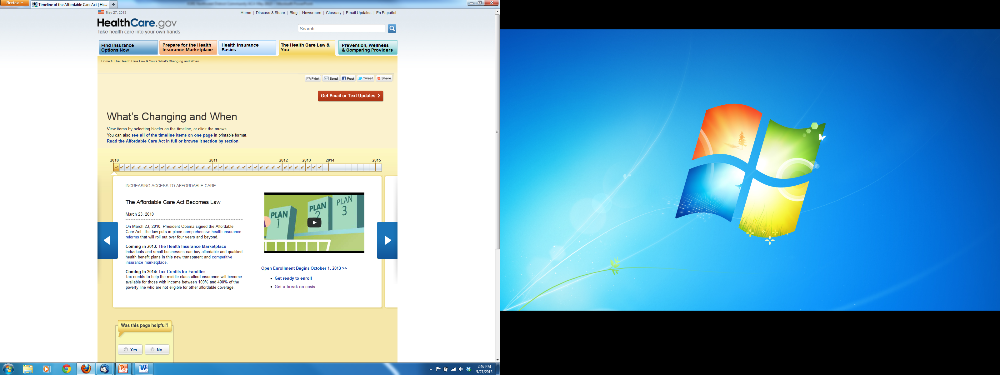 Firefox
HC Timeline of the Affordable Care Act | He...
May 27, 2013
Home | Discuss & Share | Blog | Newsroom | Glossary | Email Updates | En Español
HealthCare.gov
Take health care into your own hands
Search
Find Insurance
Options Now
Prepare for the Health
Insurance Marketplace
Health Insurance
Basics
The Health Care Law &
You
Prevention, Wellness
& Comparing Providers
Home > The Health Care Law & You > What's Changing and When
Print Send Post Tweet Share
Get Email or Text Updates
What's Changing and When
View items by selecting blocks on the timeline, or click the arrows.
You can also see all of the timeline items on one page in printable format.
Read the Affordable Care Act in full or browse it section by section.
2010 2011 2012 2013 2014 2015
INCREASING ACCESS TO AFFORDABLE CARE
The Affordable Care Act Becomes Law
March 23, 2010
On March 23, 2010, President Obama signed the Affordable
Care Act. The law puts in place comprehensive health insurance
reforms that will roll out over four years and beyond.
Coming in 2013: The Health Insurance Marketplace
Individuals and small businesses can buy affordable and qualified
health benefit plans in this new transparent and competitive
insurance marketplace.
Coming in 2014: Tax Credits for Families
Tax credits to help the middle class afford insurance will become
available for those with income between 100% and 400% of the
poverty line who are not eligible for other affordable coverage.
PLAN
1
PLAN
2
PLAN
3
Open Enrollment Begins October 1, 2013 >>
Get ready to enroll
Get a break on costs
Was this page helpful?
Yes
No
2:46 PM
5/27/2013